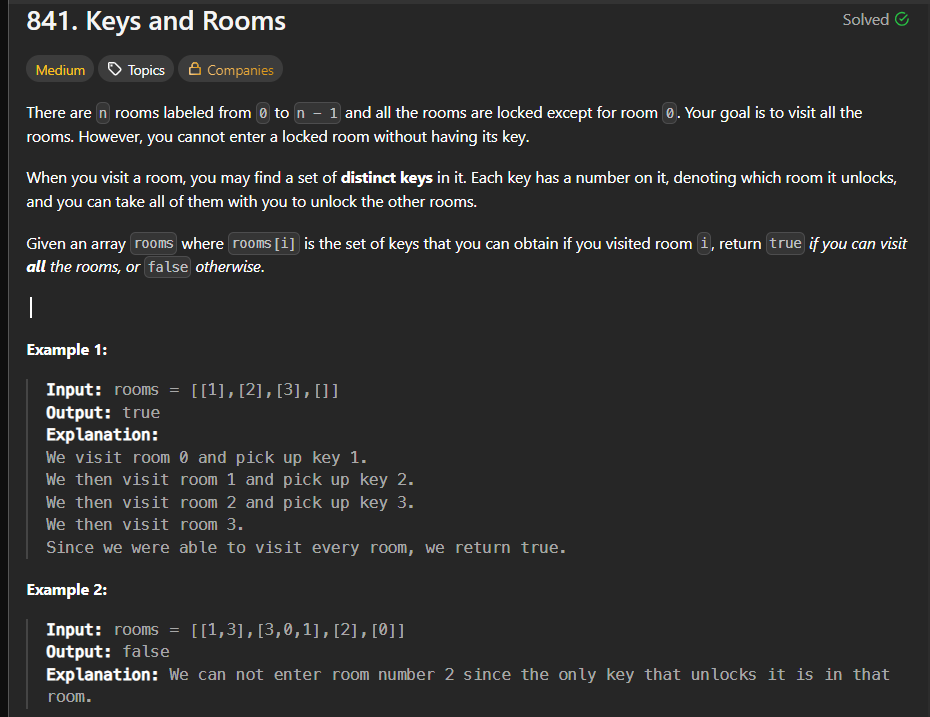 841. Keys and Rooms
Solved
Medium
Topics
Companies
There are n rooms labeled from 0 to n - 1 and all the rooms are locked except for room 0. Your goal is to visit all the
rooms. However, you cannot enter a locked room without having its key.
When you visit a room, you may find a set of distinct keys in it. Each key has a number on it, denoting which room it unlocks,
and you can take all of them with you to unlock the other rooms.
Given an array rooms where rooms[i] is the set of keys that you can obtain if you visited room i, return true if you can visit
all the rooms, or false otherwise.
Example 1:
Input: rooms = [[1],[2],[3],[]]
Output: true
Explanation:
We visit room 0 and pick up key 1.
We then visit room 1 and pick up key 2.
We then visit room 2 and pick up key 3.
We then visit room 3.
Since we were able to visit every room, we return true.
Example 2:
Input: rooms = [[1,3],[3,0,1],[2],[0]]
Output: false
Explanation: We can not enter room number 2 since the only key that unlocks it is in that
room.